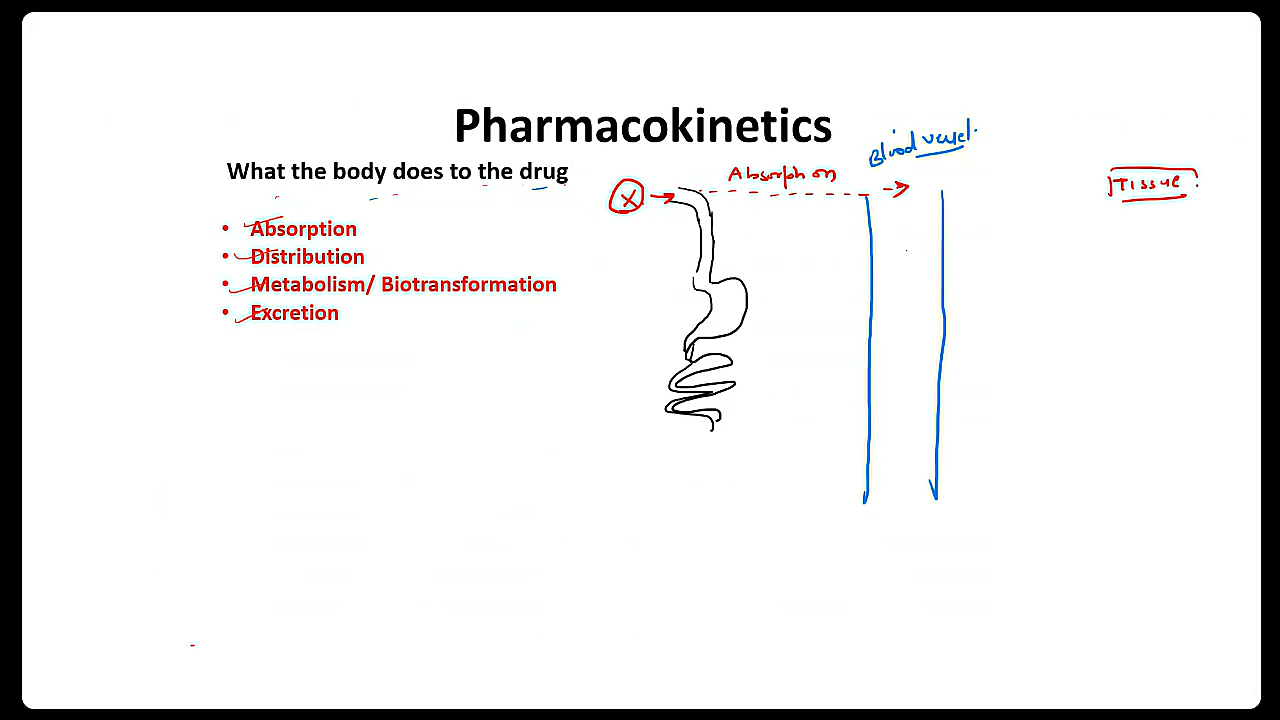 Pharmacokinetics
What the body does to the drug
• Absorption
• Distribution
• Metabolism/ Biotransformation
• Excretion
X
Absorption
Blood vessel
Tissue